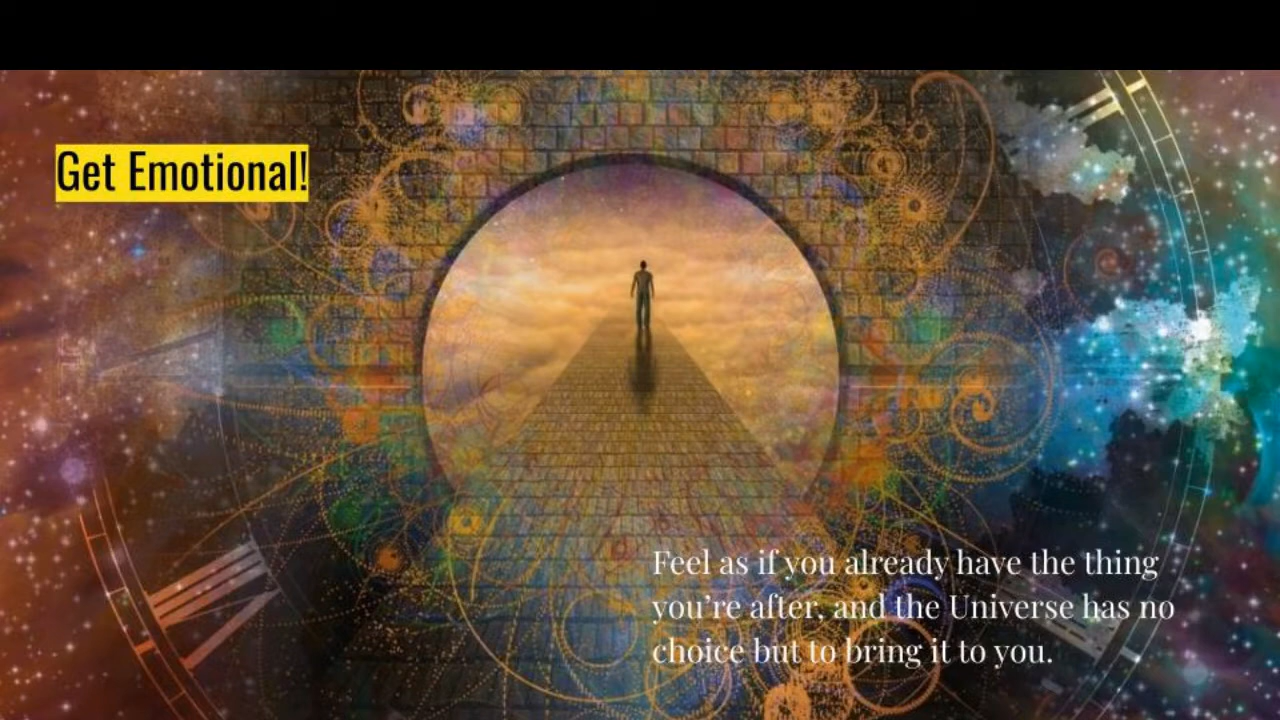 Get Emotional!
Feel as if you already have the thing
you’re after, and the Universe has no
choice but to bring it to you.